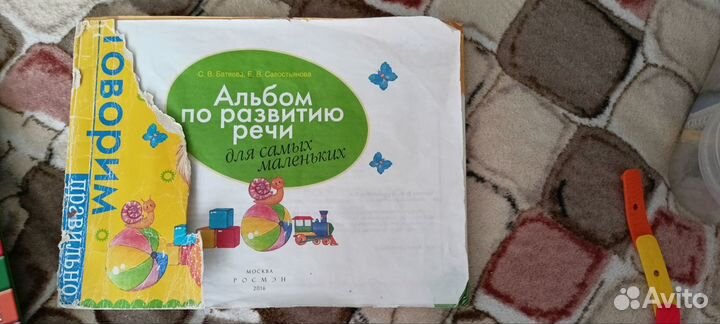 говорим
правильно
С. В. Батяева, Е. В. Савостьянова
Альбом
по развитию
речи
для самых
маленьких
МОСКВА
РОСМЭН
2016
Avito